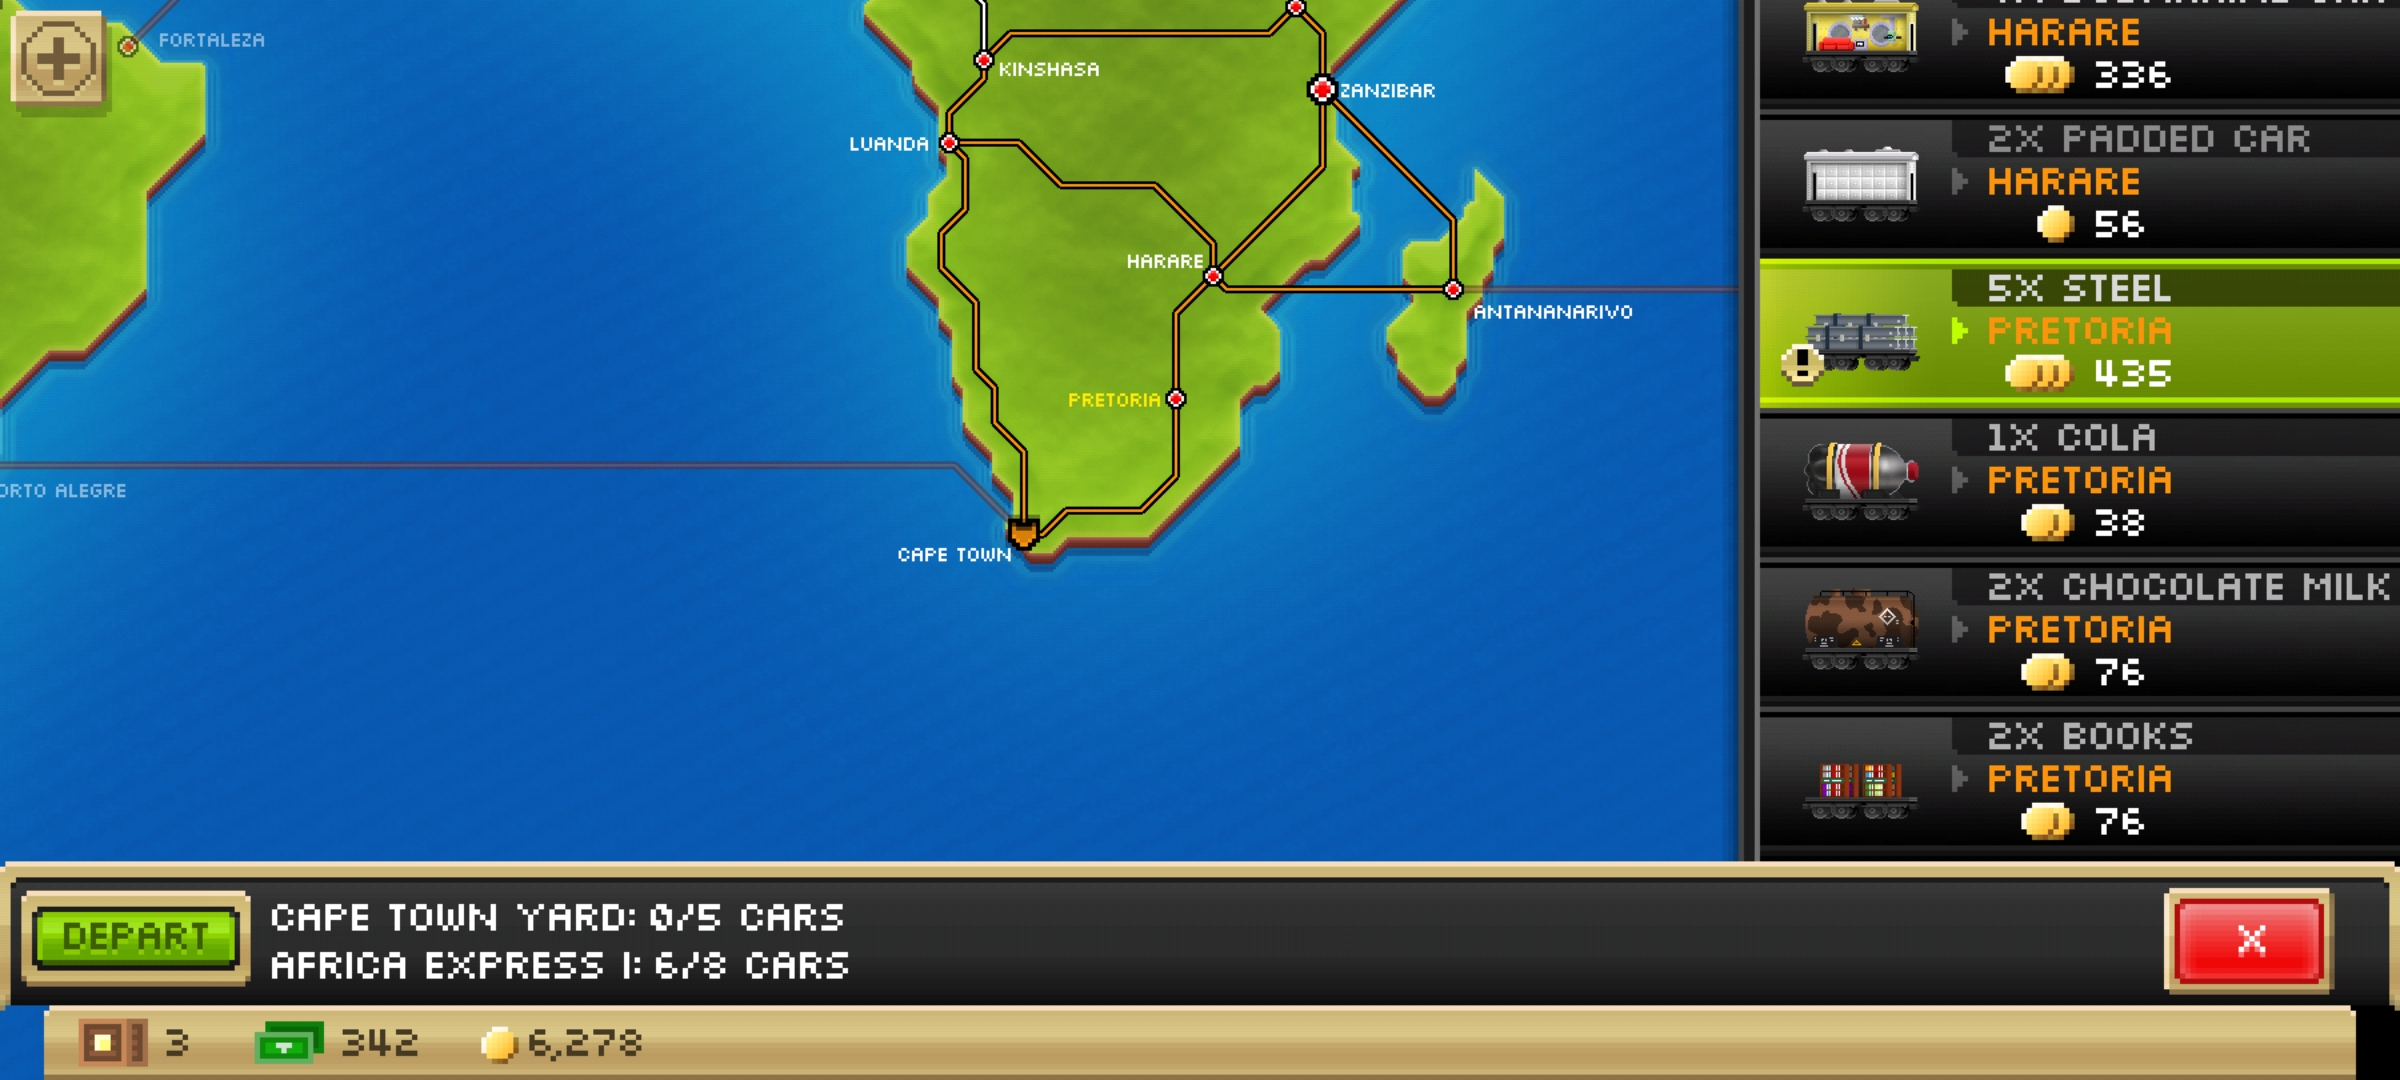 FORTALEZA
KINSHASA
ZANZIBAR
LUANDA
HARARE
ANTANANARIVO
PRETORIA
ORTO ALEGRE
CAPE TOWN
HARARE
336
2X PADDED CAR
HARARE
56
5X STEEL
PRETORIA
435
1X COLA
PRETORIA
38
2X CHOCOLATE MILK
PRETORIA
76
2X BOOKS
PRETORIA
76
DEPART
CAPE TOWN YARD: 0/5 CARS
AFRICA EXPRESS I: 6/8 CARS
X
3
342
6,278